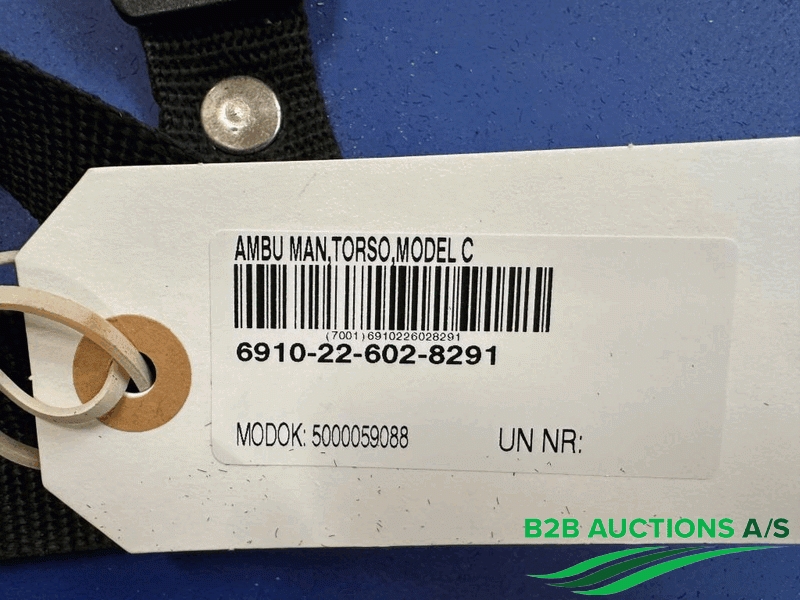 AMBU MAN,TORSO,MODEL C
(7001)6910226028291
6910-22-602-8291
MODOK: 5000059088
UN NR:
B2B AUCTIONS A/S